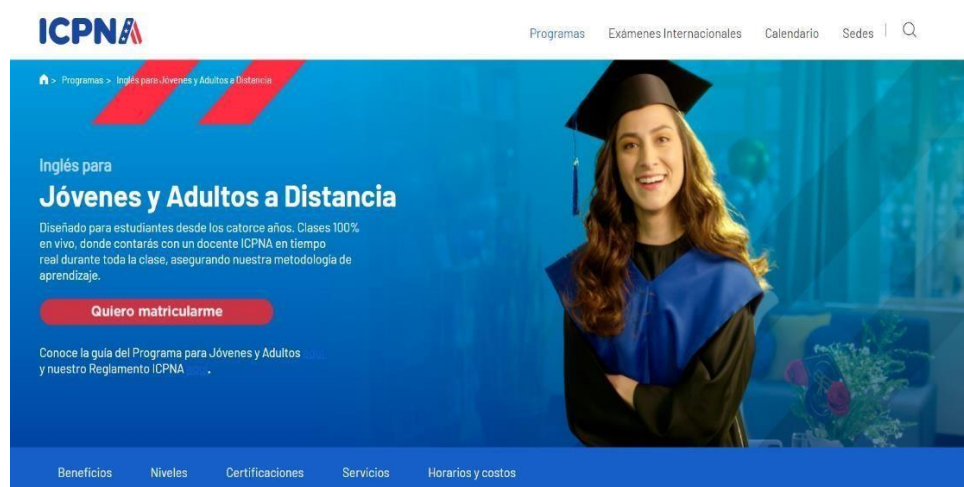 ICPNA
Programas Exámenes Internacionales Calendario Sedes
> Programas > Inglés para Jóvenes y Adultos a Distancia
Inglés para
Jóvenes y Adultos a Distancia
Diseñado para estudiantes desde los catorce años. Clases 100%
en vivo, donde contarás con un docente ICPNA en tiempo
real durante toda la clase, asegurando nuestra metodología de
aprendizaje.
Quiero matricularme
Conoce la guía del Programa para Jóvenes y Adultos
y nuestro Reglamento ICPNA .
Beneficios Niveles Certificaciones Servicios Horarios y costos